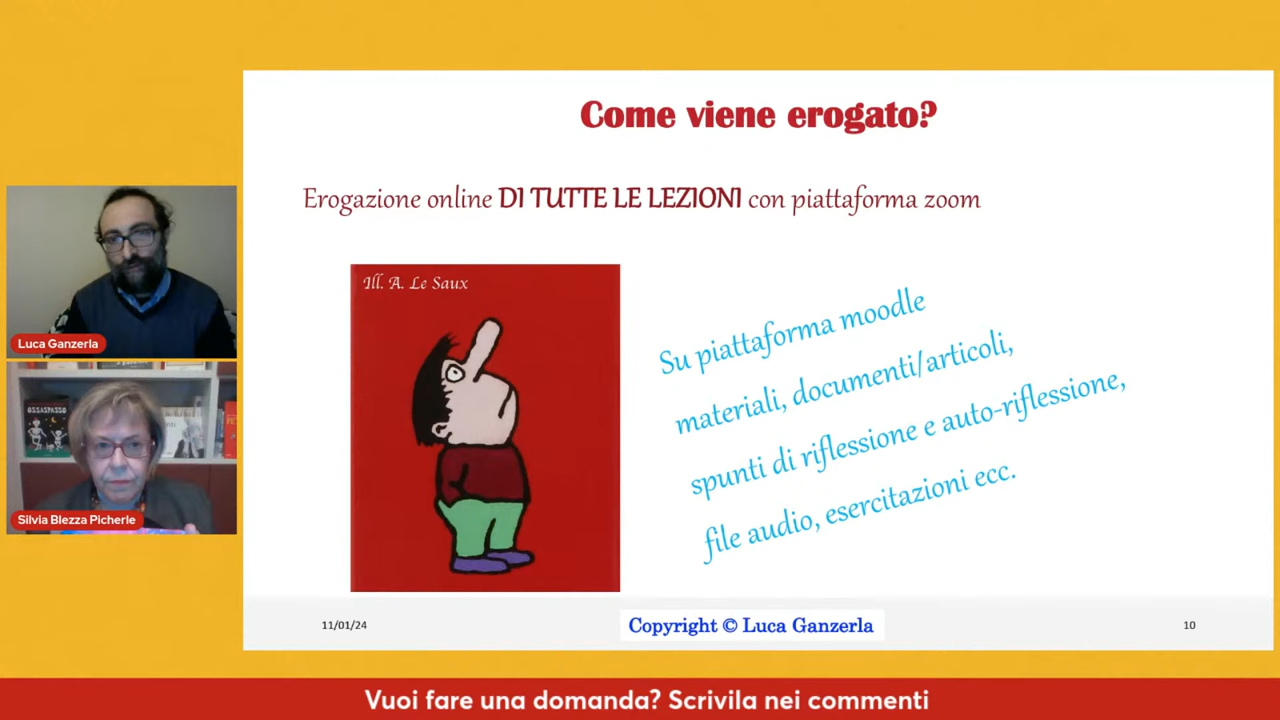 Come viene erogato?
Erogazione online DI TUTTE LE LEZIONI con piattaforma zoom
Ill. A. Le Saux
Su piattaforma moodle
materiali, documenti/articoli,
spunti di riflessione e auto-riflessione,
file audio, esercitazioni ecc.
Luca Ganzerla
OSSASPASSO
Silvia Blezza Picherle
11/01/24
Copyright © Luca Ganzerla
10
Vuoi fare una domanda? Scrivila nei commenti